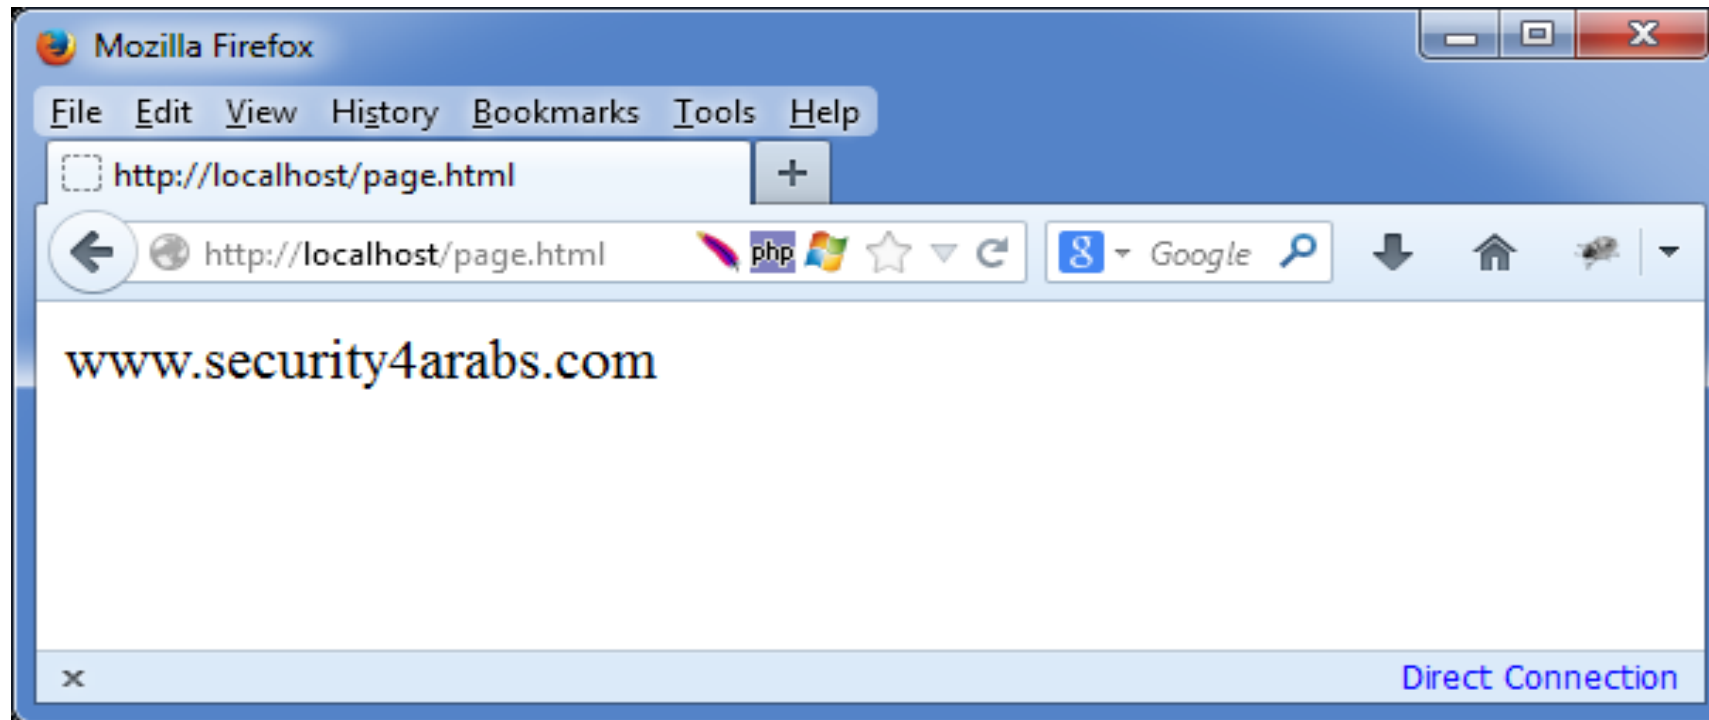 Mozilla Firefox
File Edit View History Bookmarks Tools Help
http://localhost/page.html
http://localhost/page.html php 8 Google
www.security4arabs.com
Direct Connection